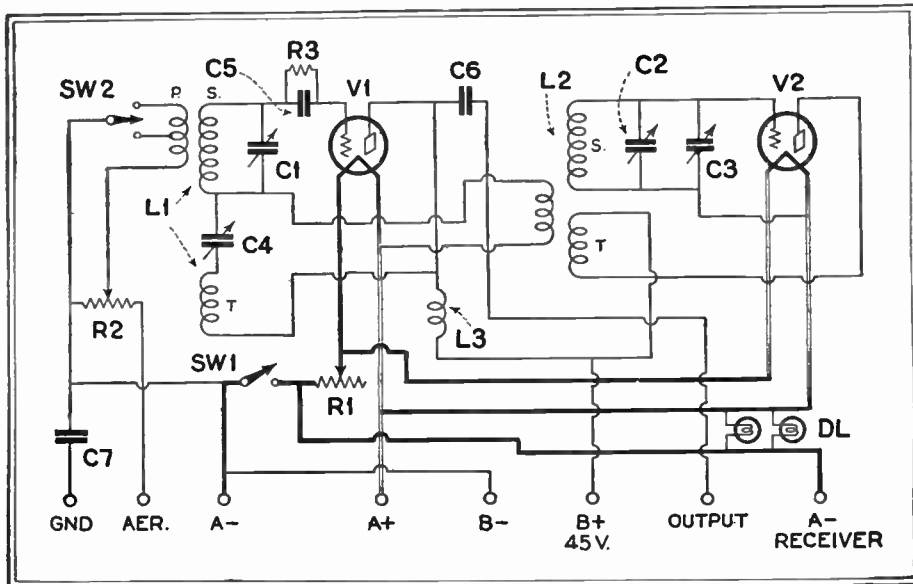 R3
C5
V1
C6
L2
C2
V2
SW2
P.
S.
C1
S.
C3
L1
C4
T
T
R2
L3
SW1
R1
DL
C7
GND
AER.
A-
A+
B-
B+
45 V.
OUTPUT
A-
RECEIVER